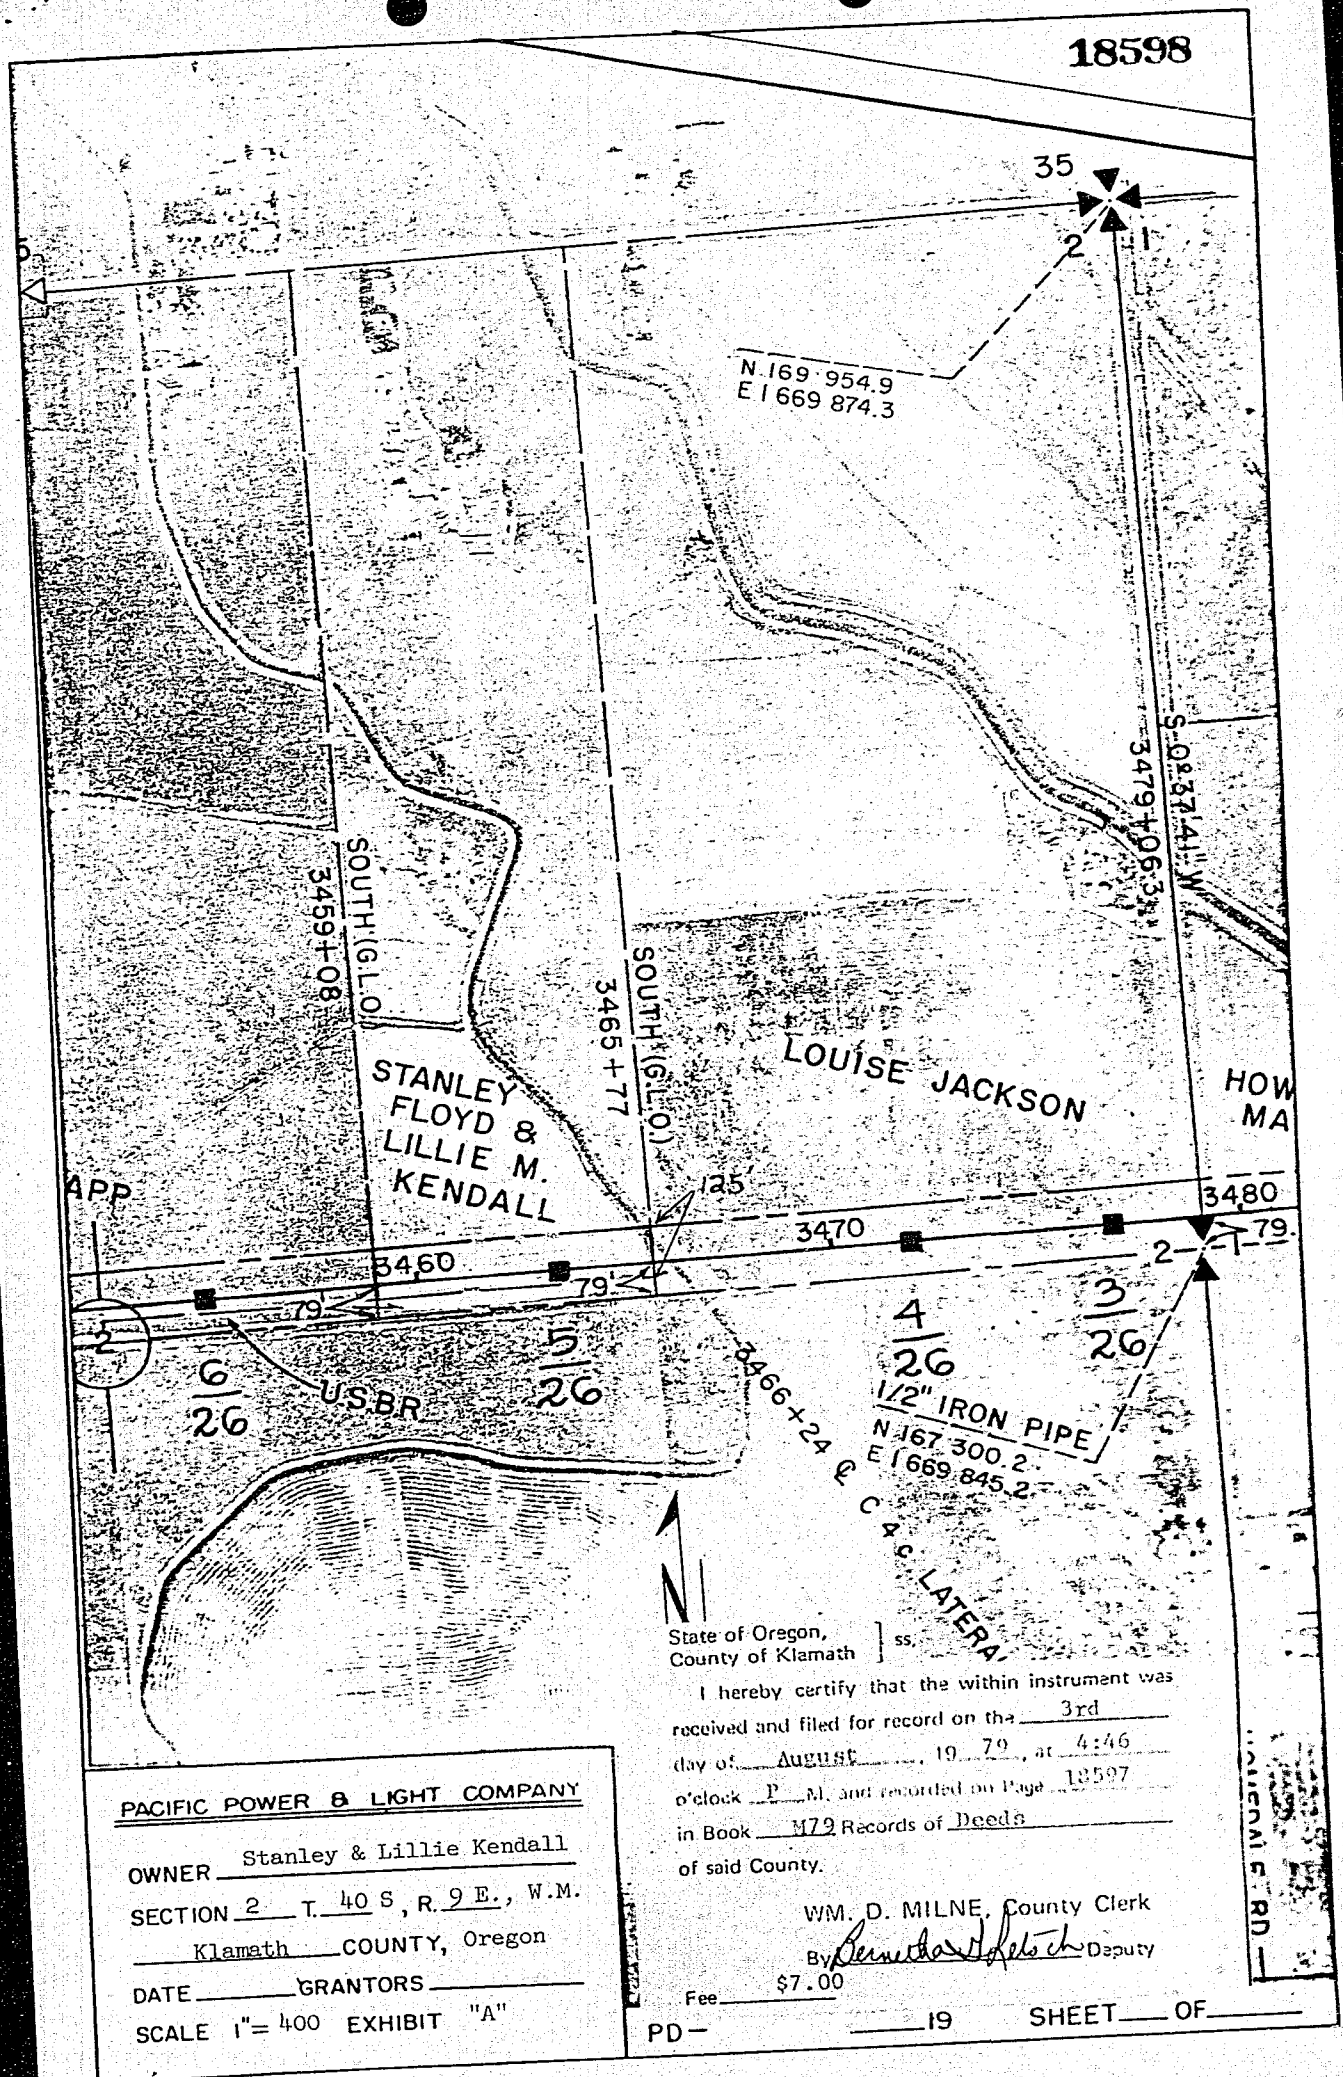 18598
35
2
1
N 169 954.9
E 1 669 874.3
S 0°37'41" W
3479+06.3
SOUTH (G.L.O.)
3459+08
SOUTH (G.L.O.)
3465+77
LOUISE JACKSON
STANLEY
FLOYD &
LILLIE M.
KENDALL
HOW
MA
APP
125'
3480
3470
3460
79'
79'
79'
2
1
2
6
26
5
26
4
26
3
26
U.S.B.R.
1/2" IRON PIPE
N 167 300.2
E 1 669 845.2
3466+24 ℄ C 4 c LATERA
N
State of Oregon,
County of Klamath } ss.
I hereby certify that the within instrument was
received and filed for record on the 3rd
day of August, 19 79, at 4:46
o'clock P M. and recorded on Page 18597
in Book M79 Records of Deeds
of said County.
WM. D. MILNE, County Clerk
By Deputy
Fee $7.00
PACIFIC POWER & LIGHT COMPANY
OWNER Stanley & Lillie Kendall
SECTION 2 T. 40 S, R. 9 E., W.M.
Klamath COUNTY, Oregon
DATE GRANTORS
SCALE 1"= 400 EXHIBIT "A"
PD- 19 SHEET OF
RD